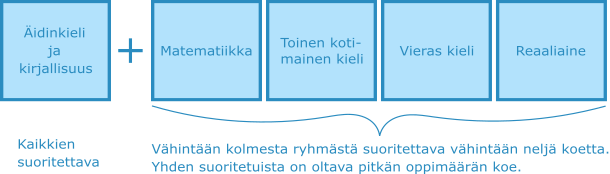 Äidinkieli
ja
kirjallisuus
+
Matematiikka
Toinen koti-
mainen kieli
Vieras kieli
Reaaliaine
Kaikkien
suoritettava
Vähintään kolmesta ryhmästä suoritettava vähintään neljä koetta.
Yhden suoritetuista on oltava pitkän oppimäärän koe.